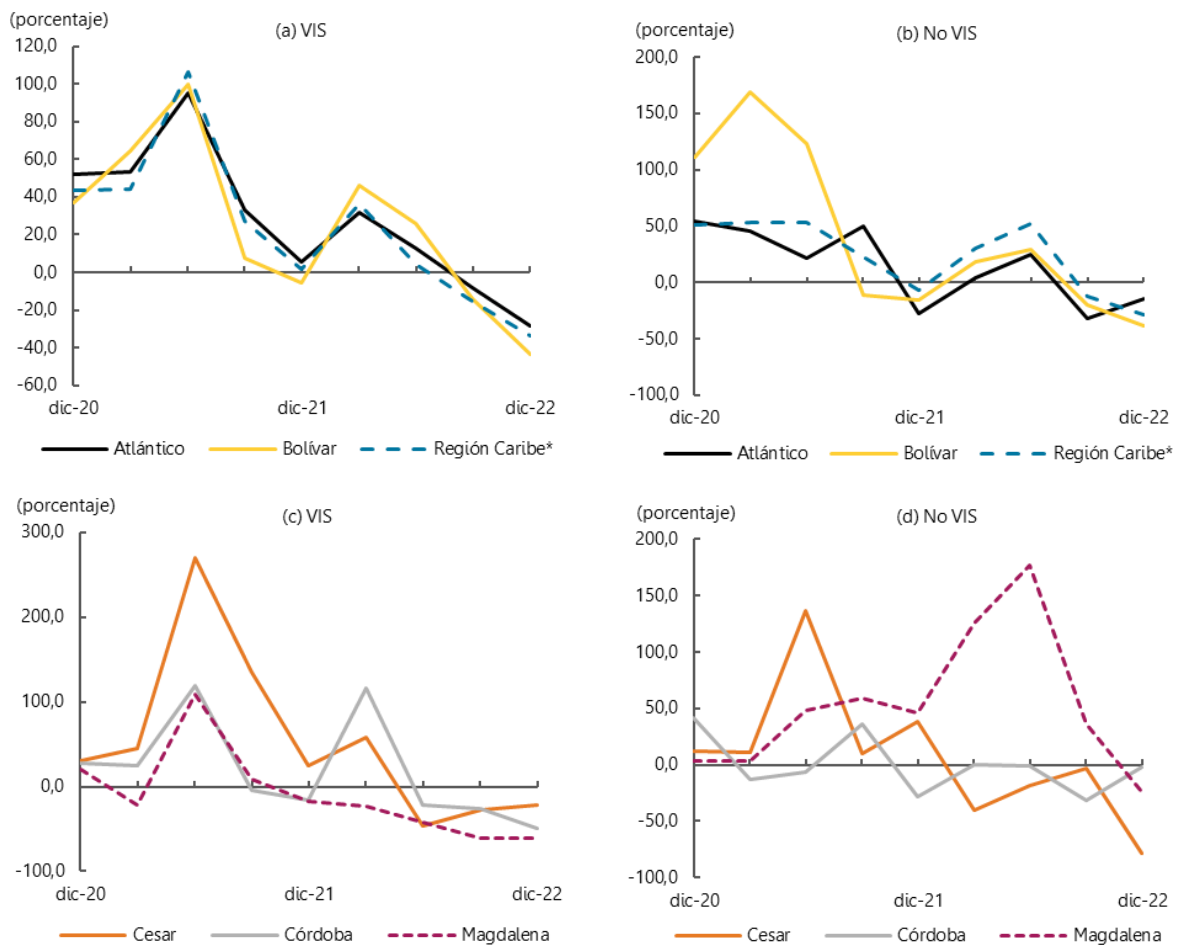 (porcentaje)
(a) VIS
120,0
100,0
80,0
60,0
40,0
20,0
0,0
-20,0
-40,0
-60,0
dic-20 dic-21 dic-22
Atlántico Bolívar Región Caribe*
(porcentaje)
(b) No VIS
200,0
150,0
100,0
50,0
0,0
-50,0
-100,0
dic-20 dic-21 dic-22
Atlántico Bolívar Región Caribe*
(porcentaje)
(c) VIS
300,0
200,0
100,0
0,0
-100,0
dic-20 dic-21 dic-22
Cesar Córdoba Magdalena
(porcentaje)
(d) No VIS
200,0
150,0
100,0
50,0
0,0
-50,0
-100,0
dic-20 dic-21 dic-22
Cesar Córdoba Magdalena